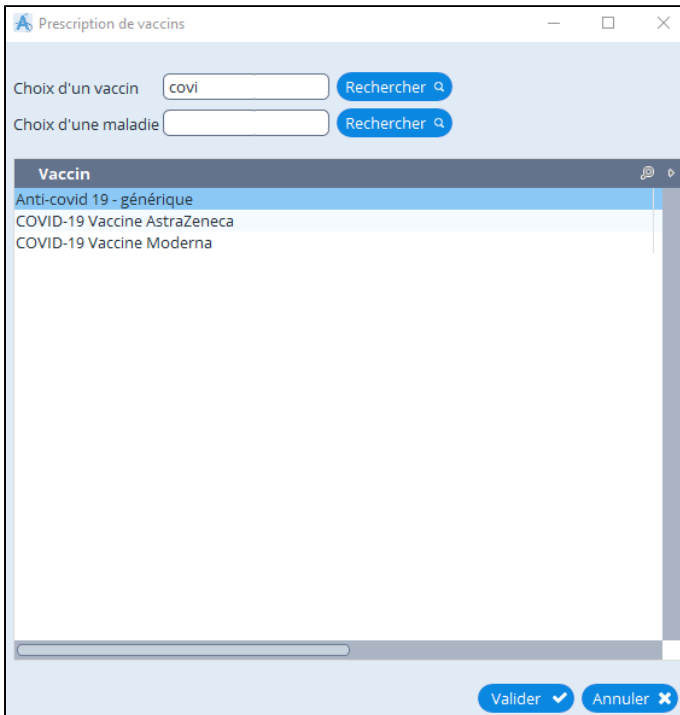 Prescription de vaccins
Choix d'un vaccin covi Rechercher
Choix d'une maladie Rechercher
Vaccin
Anti-covid 19 - générique
COVID-19 Vaccine AstraZeneca
COVID-19 Vaccine Moderna
Valider Annuler